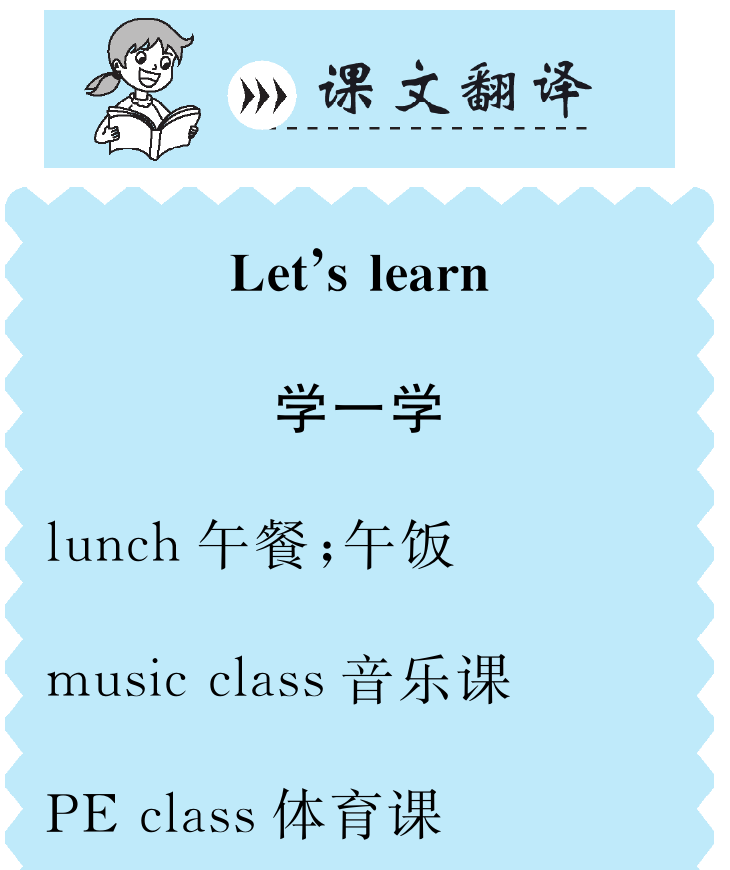 课文翻译
Let's learn
学一学
lunch 午餐;午饭
music class 音乐课
PE class 体育课